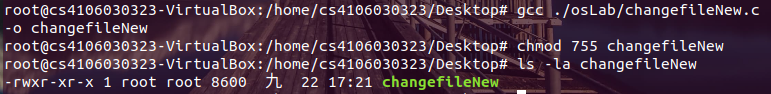 root@cs4106030323-VirtualBox:/home/cs4106030323/Desktop# gcc ./osLab/changefileNew.c
-o changefileNew
root@cs4106030323-VirtualBox:/home/cs4106030323/Desktop# chmod 755 changefileNew
root@cs4106030323-VirtualBox:/home/cs4106030323/Desktop# ls -la changefileNew
-rwxr-xr-x 1 root root 8600  九  22 17:21 changefileNew